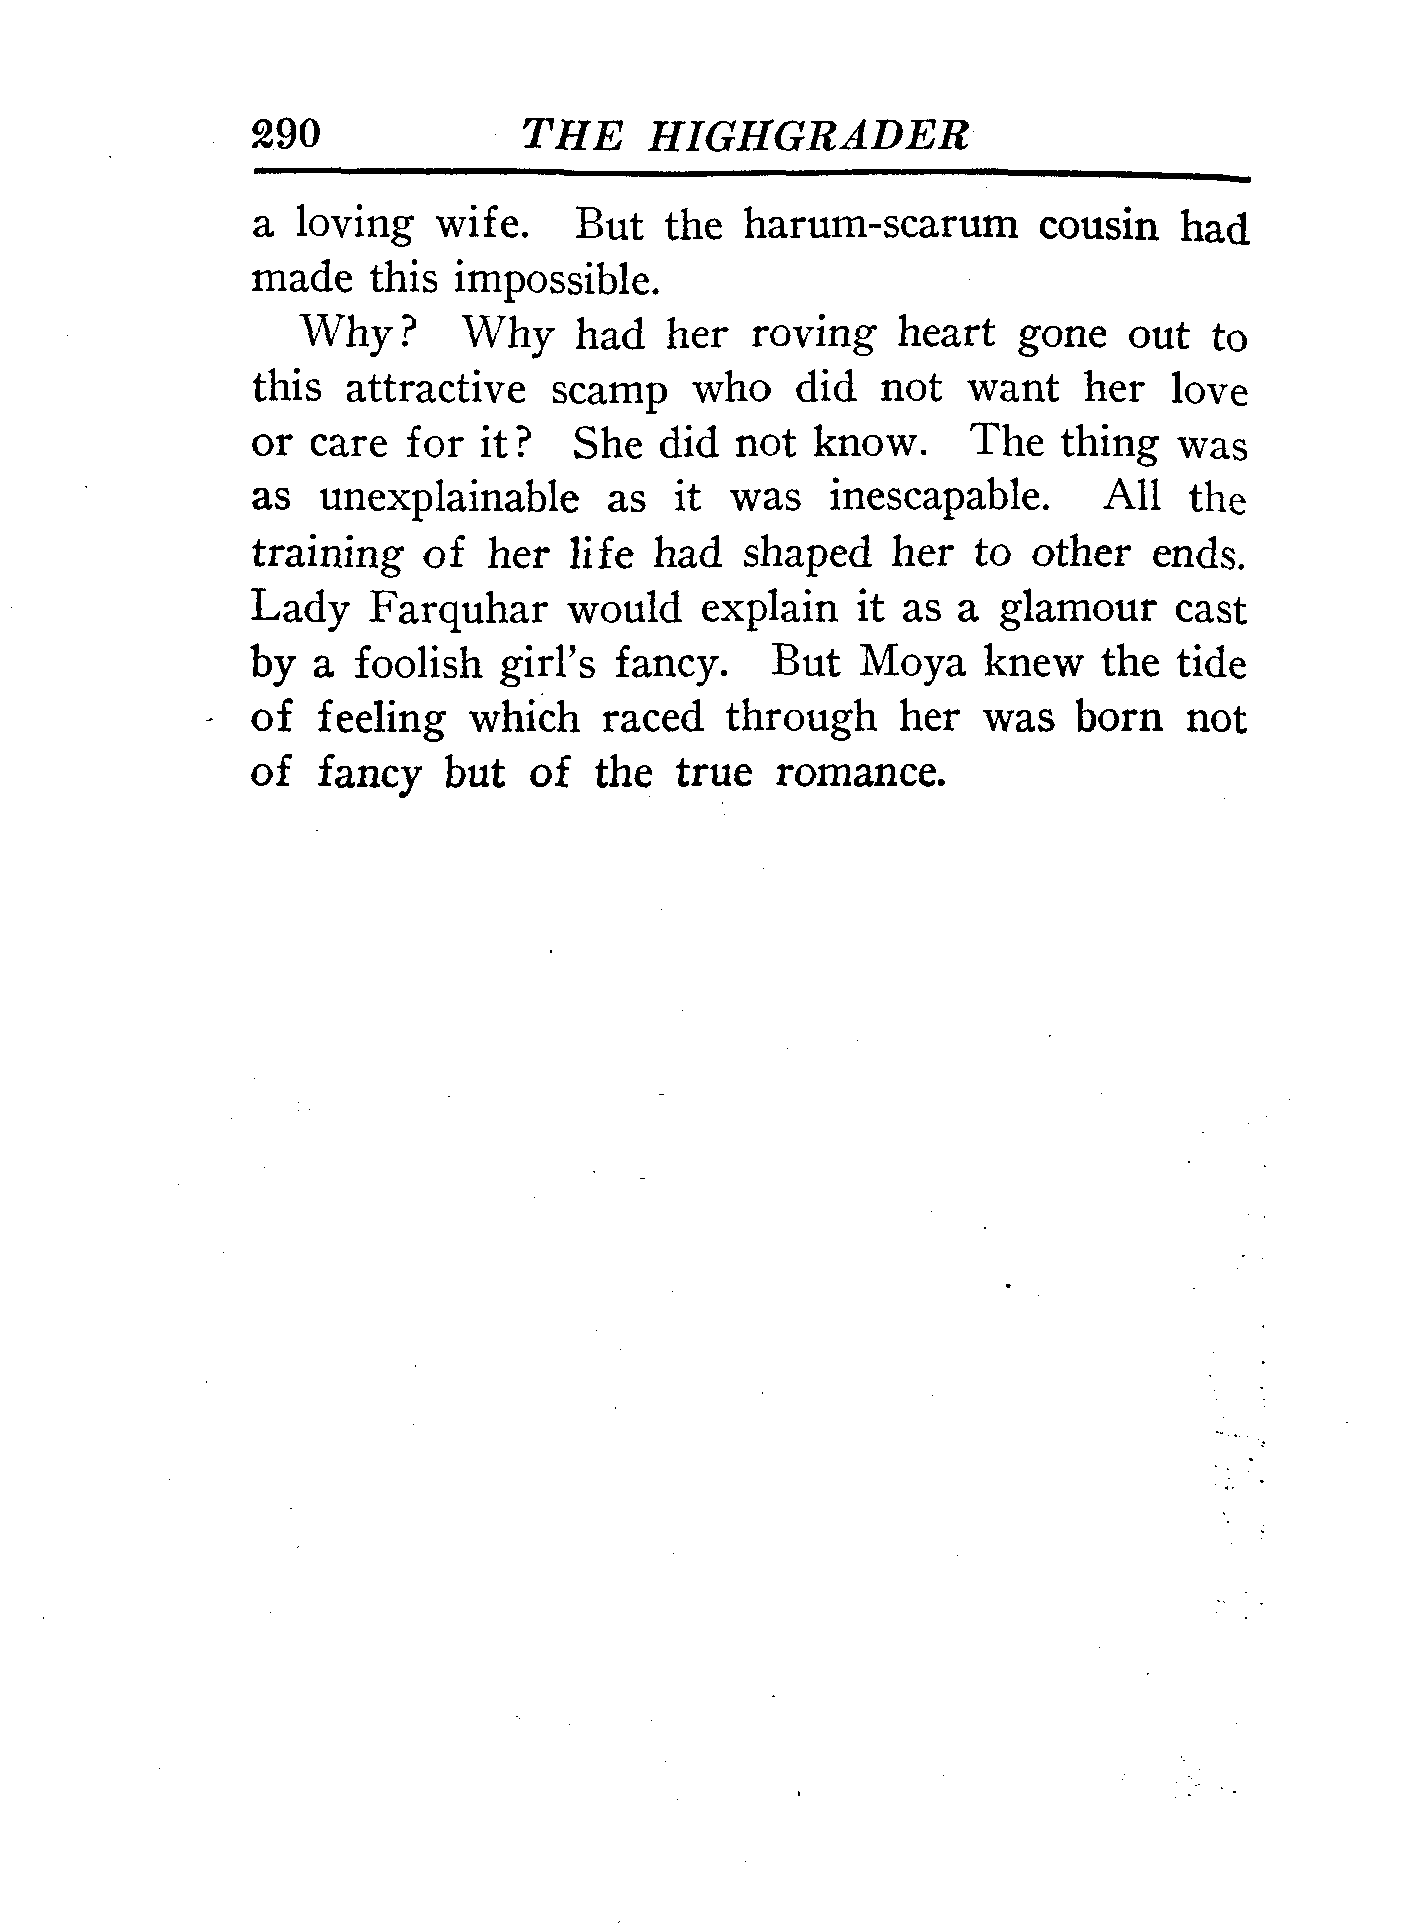 290 THE HIGHGRADER
a loving wife. But the harum-scarum cousin had
made this impossible.
Why? Why had her roving heart gone out to
this attractive scamp who did not want her love
or care for it? She did not know. The thing was
as unexplainable as it was inescapable. All the
training of her life had shaped her to other ends.
Lady Farquhar would explain it as a glamour cast
by a foolish girl's fancy. But Moya knew the tide
of feeling which raced through her was born not
of fancy but of the true romance.